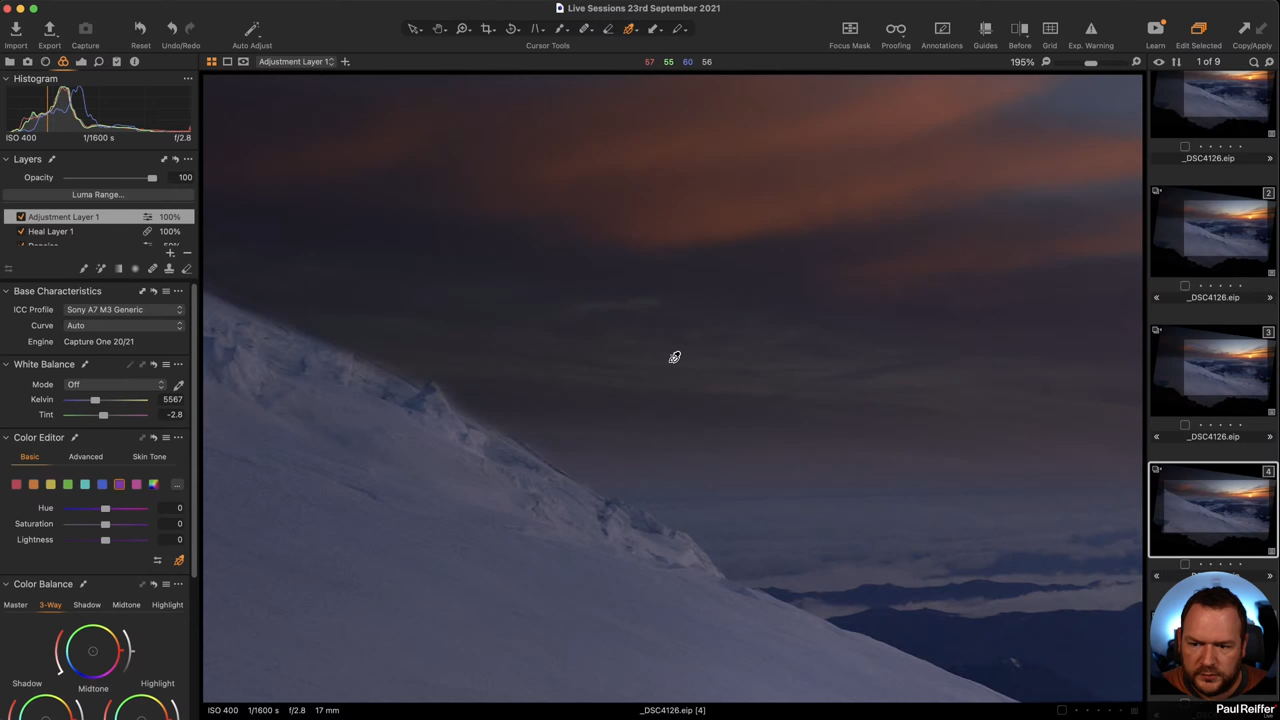 Live Sessions 23rd September 2021
Import Export Capture Reset Undo/Redo Auto Adjust Cursor Tools Focus Mask Proofing Annotations Guides Before Grid Exp. Warning Learn Edit Selected Copy/Apply
Adjustment Layer 1 57 55 60 56 195% 1 of 9
Histogram
ISO 400 1/1600 s f/2.8
Layers
Opacity 100
Luma Range...
Adjustment Layer 1 100%
Heal Layer 1 100%
Base Characteristics
ICC Profile Sony A7 M3 Generic
Curve Auto
Engine Capture One 20/21
White Balance
Mode Off
Kelvin 5567
Tint -2.8
Color Editor
Basic Advanced Skin Tone
Hue 0
Saturation 0
Lightness 0
Color Balance
Master 3-Way Shadow Midtone Highlight
Shadow Highlight
Midtone
ISO 400 1/1600 s f/2.8 17 mm _DSC4126.eip [4]
_DSC4126.eip
2
_DSC4126.eip
3
_DSC4126.eip
4
Paul Reiffer